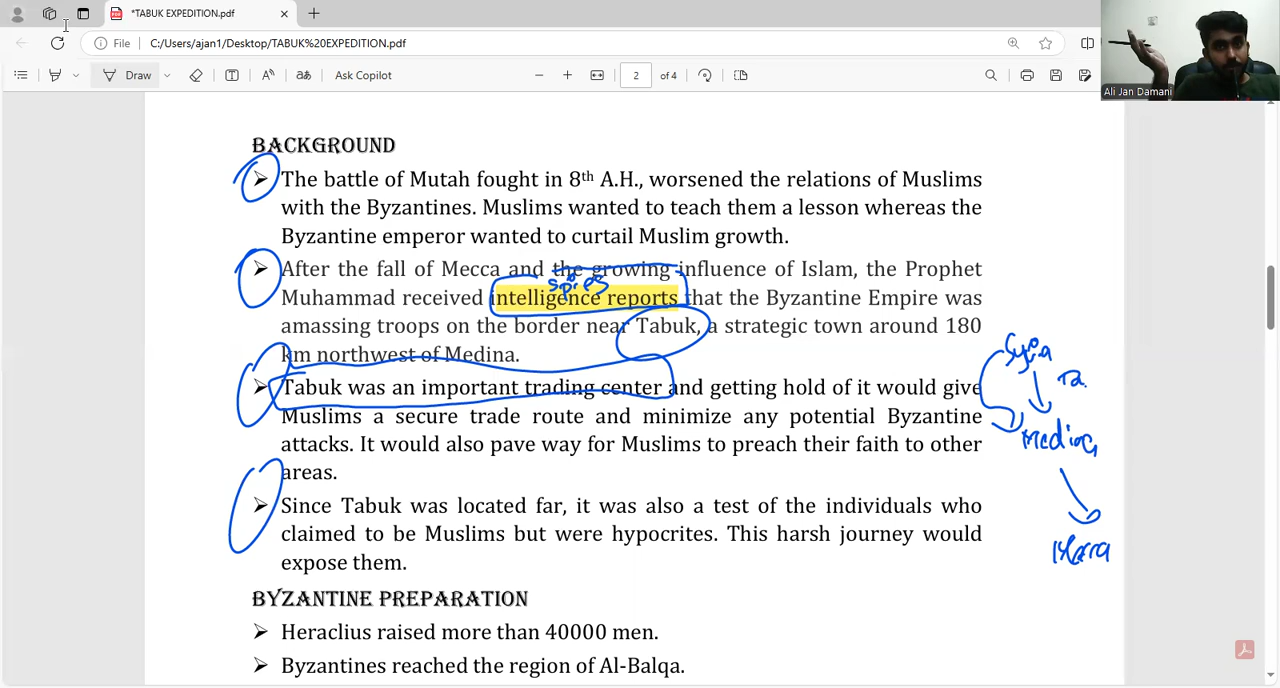 *TABUK EXPEDITION.pdf
File C:/Users/ajan1/Desktop/TABUK%20EXPEDITION.pdf
Draw aあ Ask Copilot 2 of 4
Ali Jan Damani
BACKGROUND
➤ The battle of Mutah fought in 8th A.H., worsened the relations of Muslims
with the Byzantines. Muslims wanted to teach them a lesson whereas the
Byzantine emperor wanted to curtail Muslim growth.
➤ After the fall of Mecca and the growing influence of Islam, the Prophet
spies
Muhammad received intelligence reports that the Byzantine Empire was
amassing troops on the border near Tabuk, a strategic town around 180
km northwest of Medina.
Syria
➤ Tabuk was an important trading center and getting hold of it would give
Ta.
Muslims a secure trade route and minimize any potential Byzantine
attacks. It would also pave way for Muslims to preach their faith to other
Medina
areas.
➤ Since Tabuk was located far, it was also a test of the individuals who
claimed to be Muslims but were hypocrites. This harsh journey would
expose them.
BYZANTINE PREPARATION
➤ Heraclius raised more than 40000 men.
➤ Byzantines reached the region of Al-Balqa.